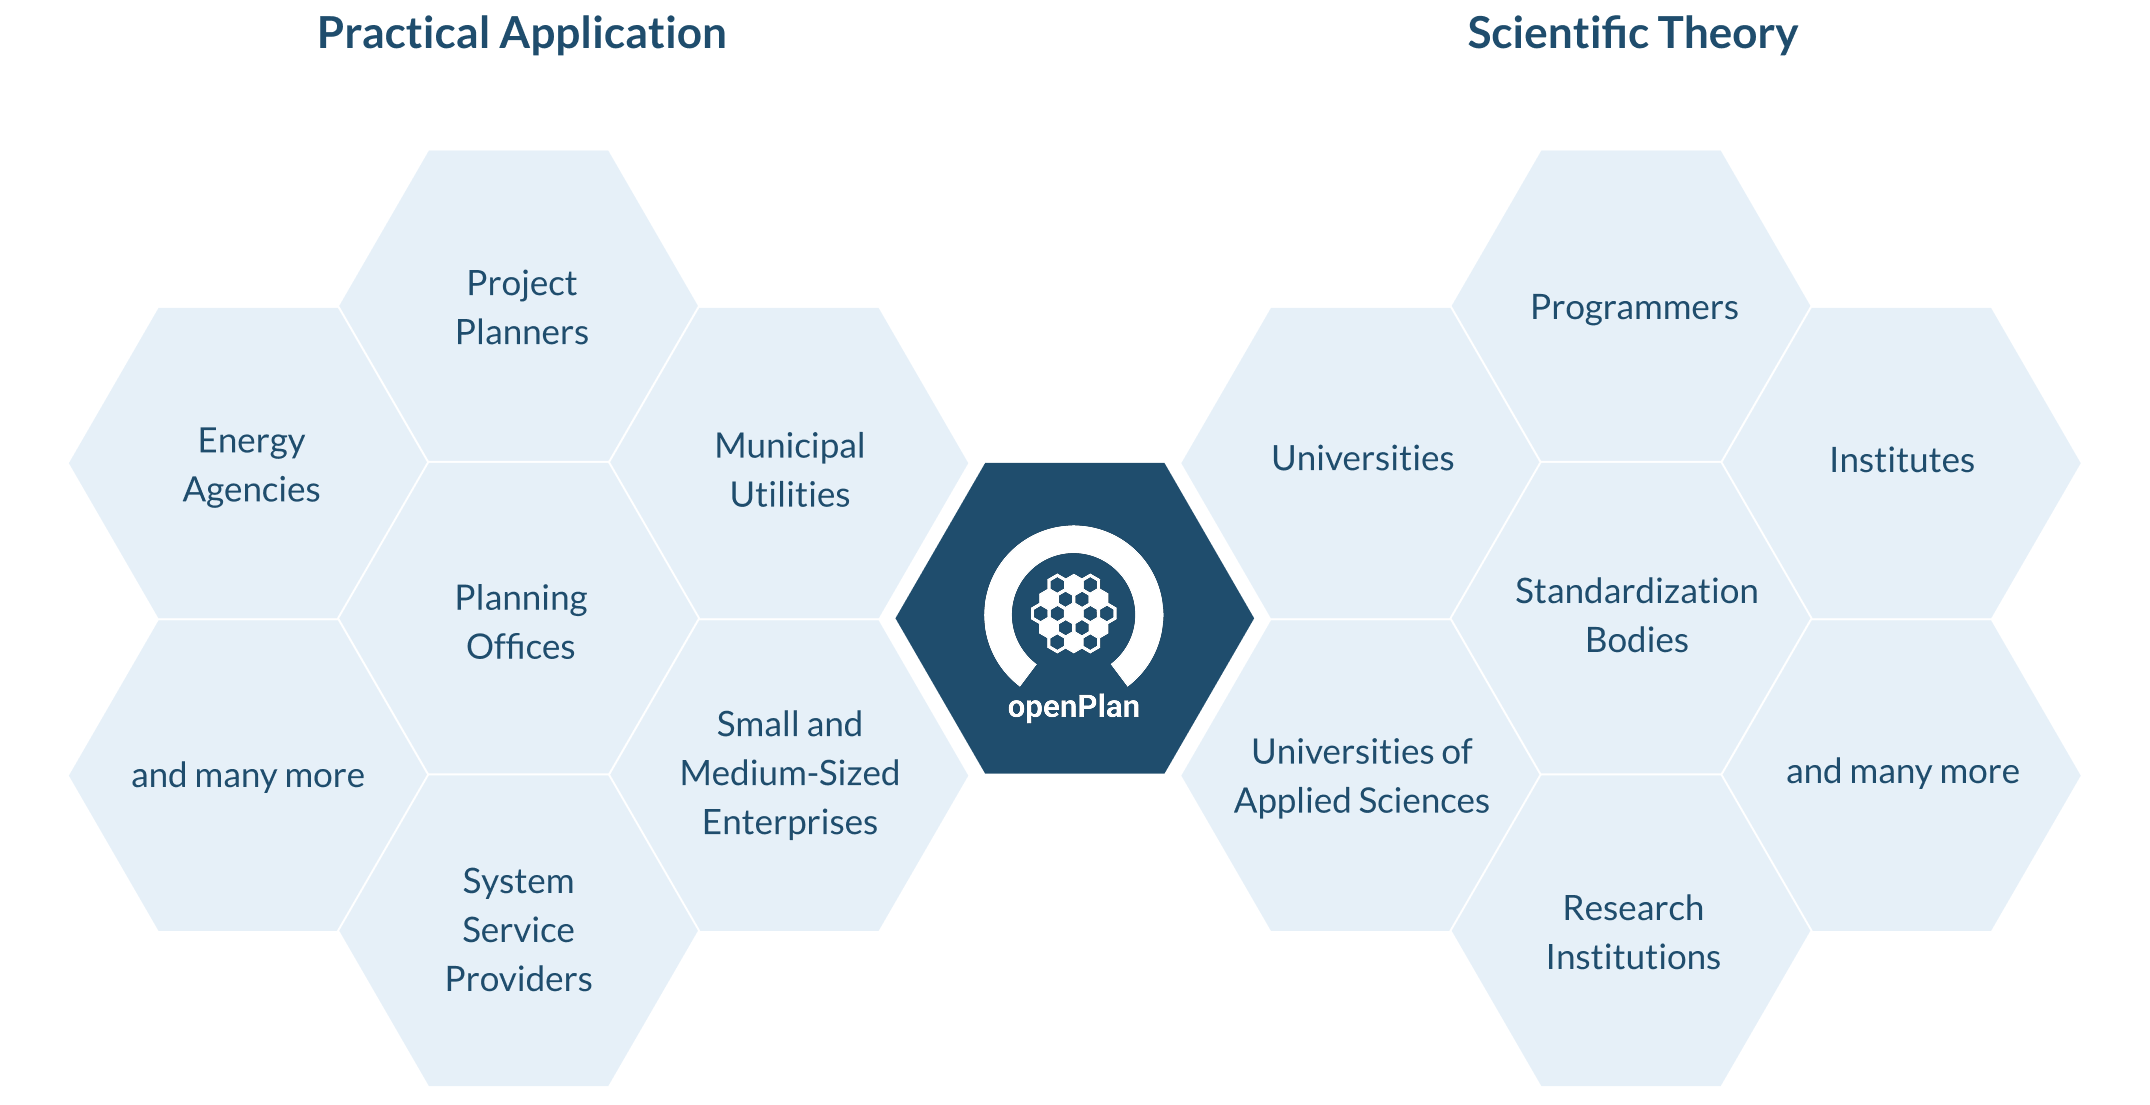 Practical Application
Scientific Theory
Project
Planners
Energy
Agencies
Municipal
Utilities
Planning
Offices
and many more
Small and
Medium-Sized
Enterprises
System
Service
Providers
openPlan
Programmers
Universities
Institutes
Standardization
Bodies
Universities of
Applied Sciences
and many more
Research
Institutions